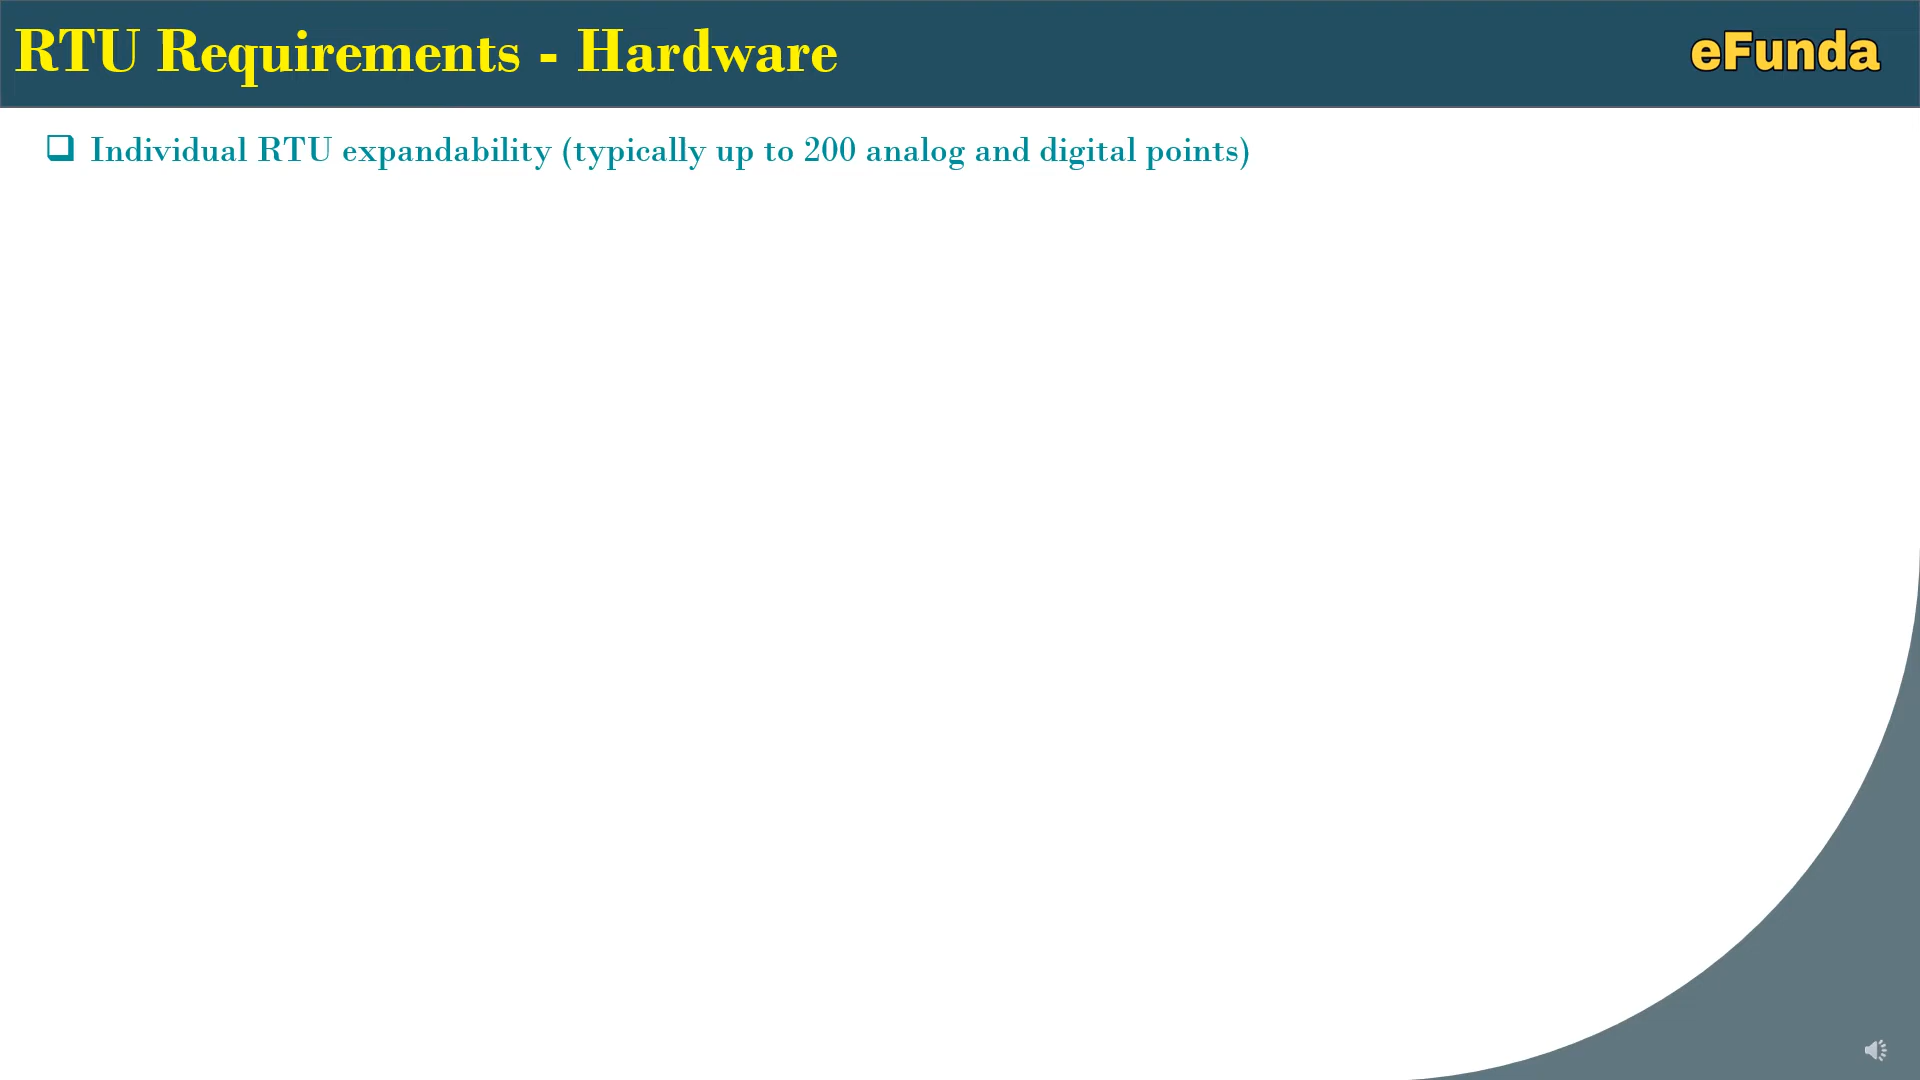 RTU Requirements - Hardware
eFunda
Individual RTU expandability (typically up to 200 analog and digital points)